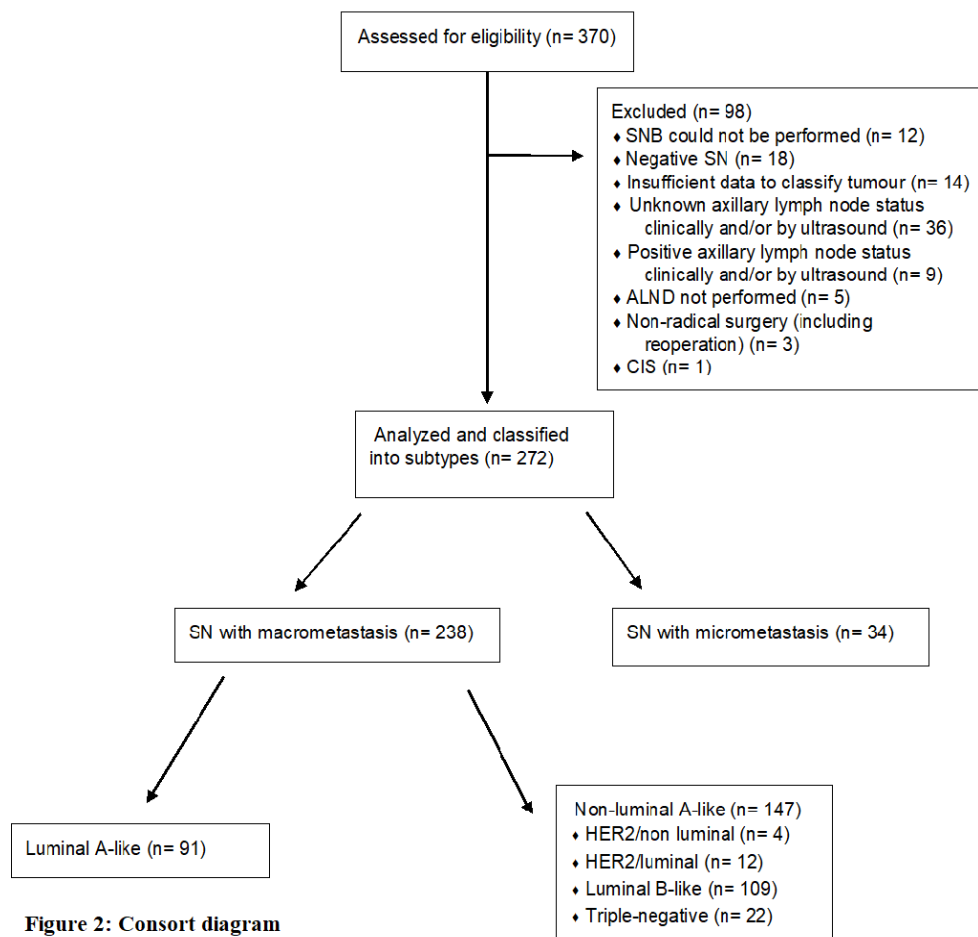 Assessed for eligibility (n= 370)
Excluded (n= 98)
♦ SNB could not be performed (n= 12)
♦ Negative SN (n= 18)
♦ Insufficient data to classify tumour (n= 14)
♦ Unknown axillary lymph node status
clinically and/or by ultrasound (n= 36)
♦ Positive axillary lymph node status
clinically and/or by ultrasound (n= 9)
♦ ALND not performed (n= 5)
♦ Non-radical surgery (including
reoperation) (n= 3)
♦ CIS (n= 1)
Analyzed and classified
into subtypes (n= 272)
SN with macrometastasis (n= 238)
SN with micrometastasis (n= 34)
Luminal A-like (n= 91)
Non-luminal A-like (n= 147)
♦ HER2/non luminal (n= 4)
♦ HER2/luminal (n= 12)
♦ Luminal B-like (n= 109)
♦ Triple-negative (n= 22)
Figure 2: Consort diagram